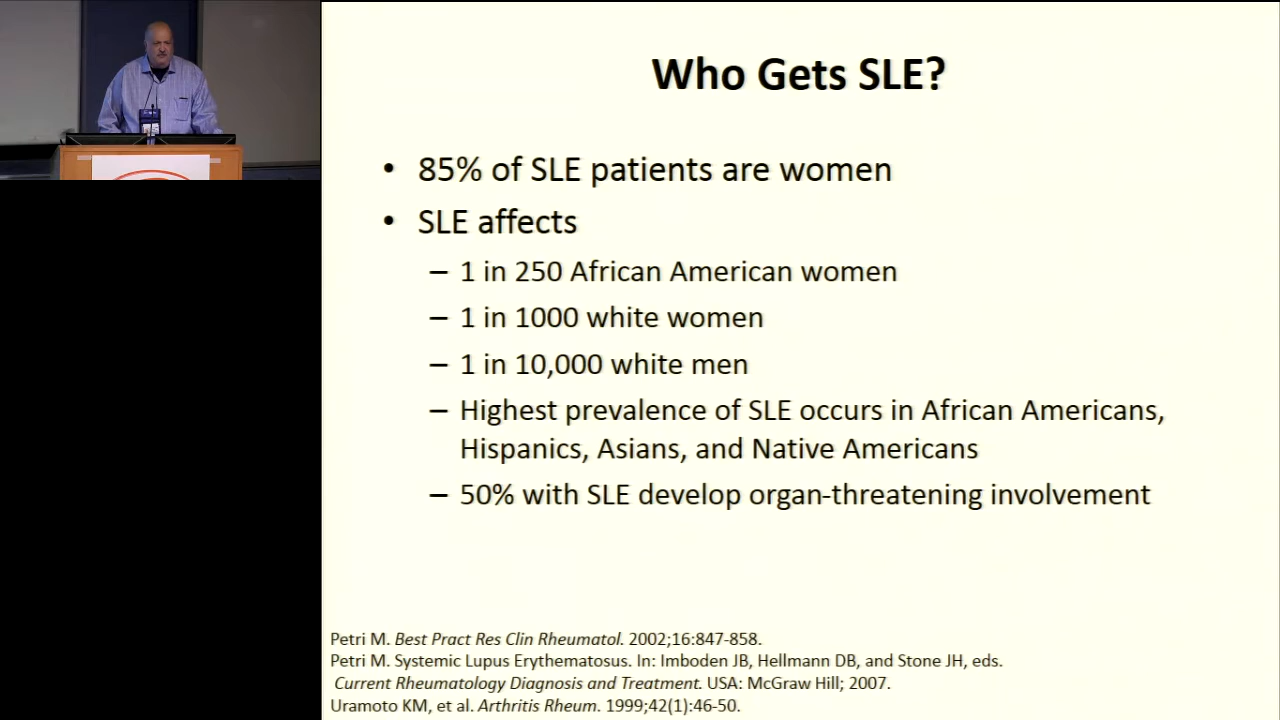 Who Gets SLE?
• 85% of SLE patients are women
• SLE affects
– 1 in 250 African American women
– 1 in 1000 white women
– 1 in 10,000 white men
– Highest prevalence of SLE occurs in African Americans,
Hispanics, Asians, and Native Americans
– 50% with SLE develop organ-threatening involvement
Petri M. Best Pract Res Clin Rheumatol. 2002;16:847-858.
Petri M. Systemic Lupus Erythematosus. In: Imboden JB, Hellmann DB, and Stone JH, eds.
Current Rheumatology Diagnosis and Treatment. USA: McGraw Hill; 2007.
Uramoto KM, et al. Arthritis Rheum. 1999;42(1):46-50.